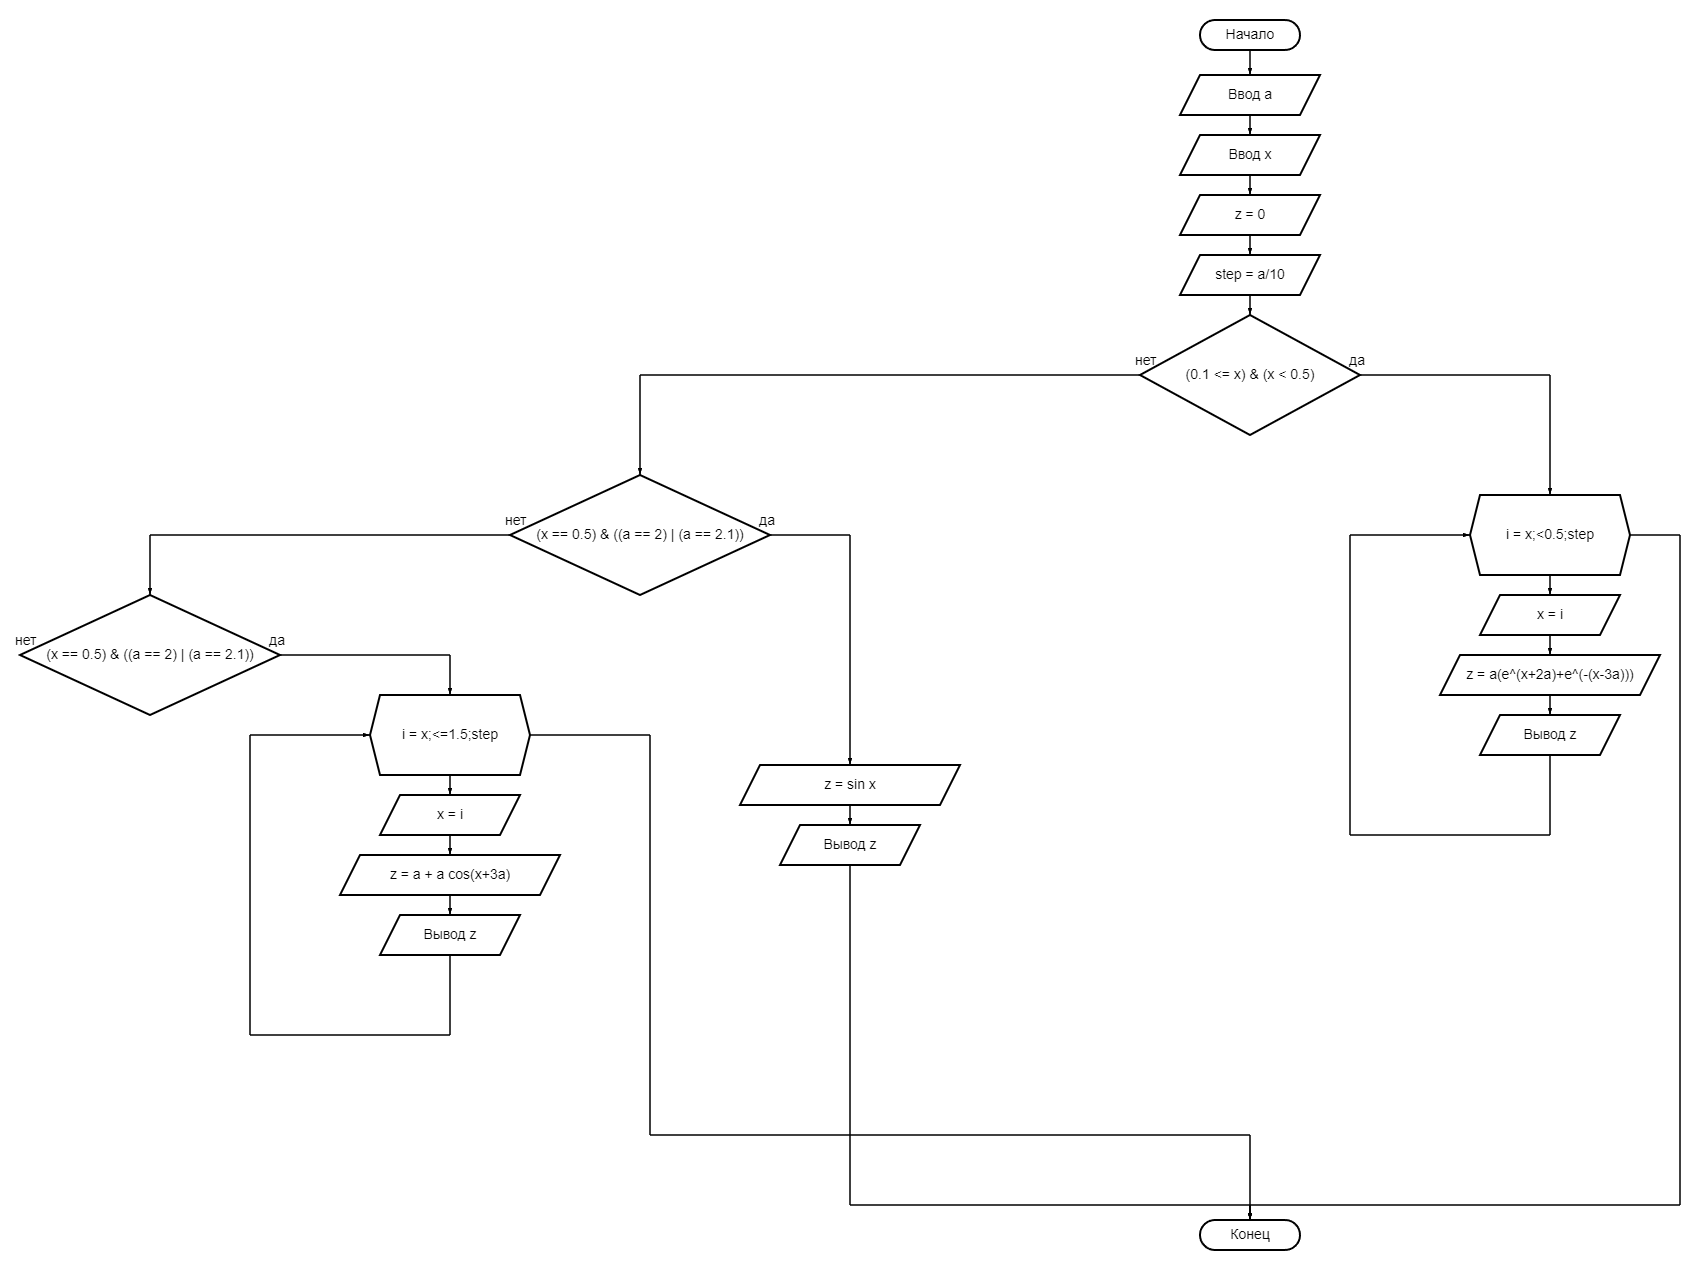 Начало
Ввод a
Ввод x
z = 0
step = a/10
нет
(0.1 <= x) & (x < 0.5)
да
нет
(x == 0.5) & ((a == 2) | (a == 2.1))
да
i = x;<0.5;step
x = i
z = a(e^(x+2a)+e^(-(x-3a)))
Вывод z
нет
(x == 0.5) & ((a == 2) | (a == 2.1))
да
i = x;<=1.5;step
x = i
z = a + a cos(x+3a)
Вывод z
z = sin x
Вывод z
Конец